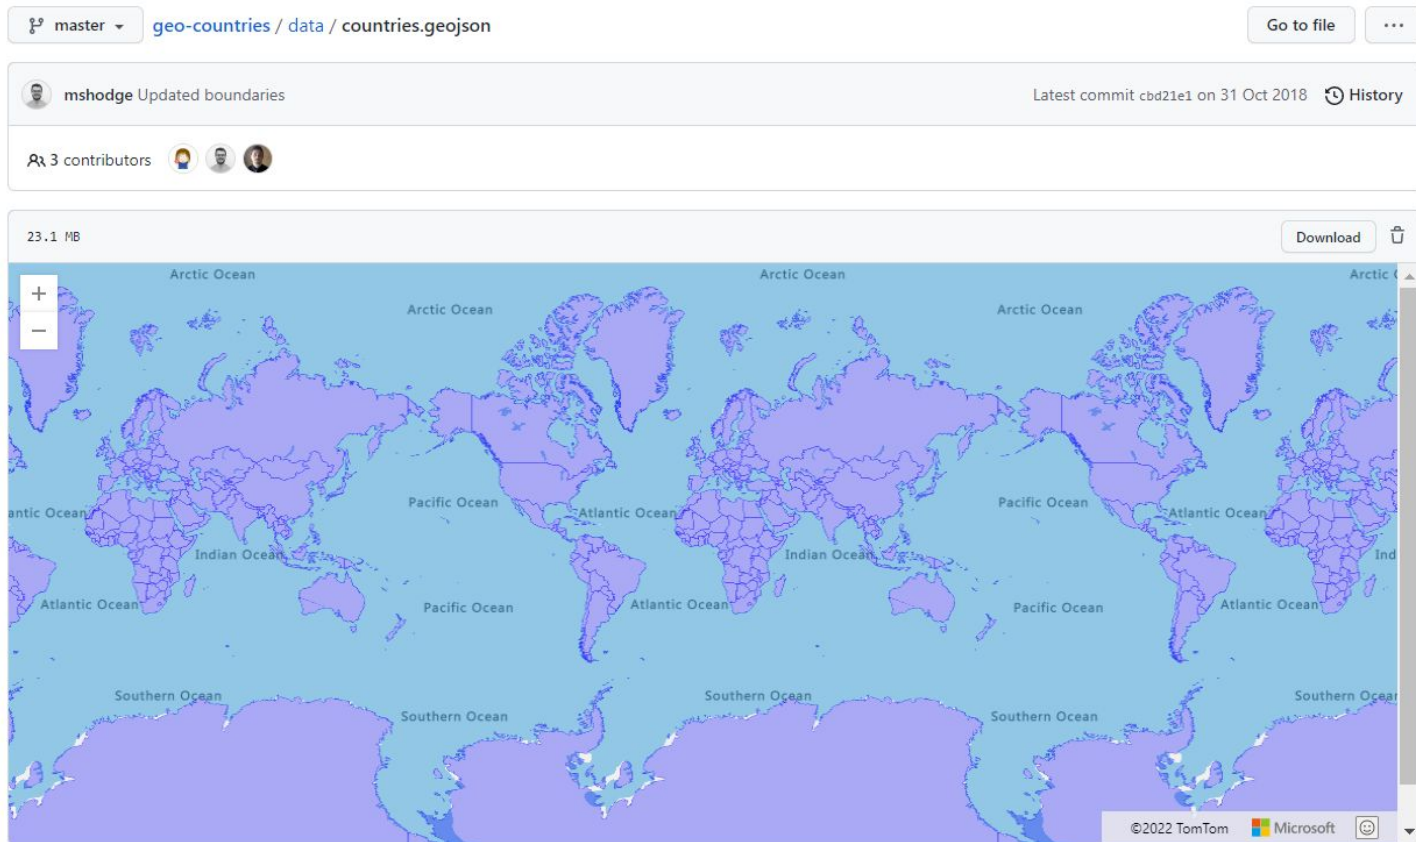 master geo-countries / data / countries.geojson Go to file ...
mshodge Updated boundaries Latest commit cbd21e1 on 31 Oct 2018 History
3 contributors
23.1 MB Download
Arctic Ocean Arctic Ocean Arctic
+
Arctic Ocean Arctic Ocean
−
Pacific Ocean Pacific Ocean
antic Ocean Atlantic Ocean Atlantic Ocean
Indian Ocean Indian Ocean Ind
Atlantic Ocean Pacific Ocean Atlantic Ocean Pacific Ocean Atlantic Ocean
Southern Ocean Southern Ocean Southern Ocear
Southern Ocean Southern Ocean
©2022 TomTom Microsoft